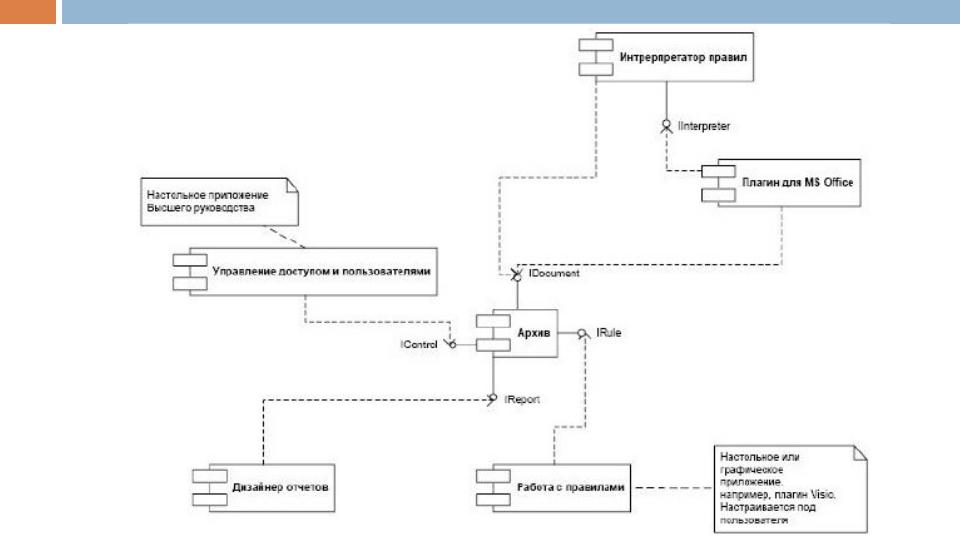 Интрерпрегатор правил
IInterpreter
Плагин для MS Office
Настольное приложение
Высшего руководства
Управление доступом и пользователями
IDocument
Архив
IRule
IControl
IReport
Дизайнер отчетов
Работа с правилами
Настольное или
графическое
приложение.
например, плагин Visio.
Настраивается под
пользователя